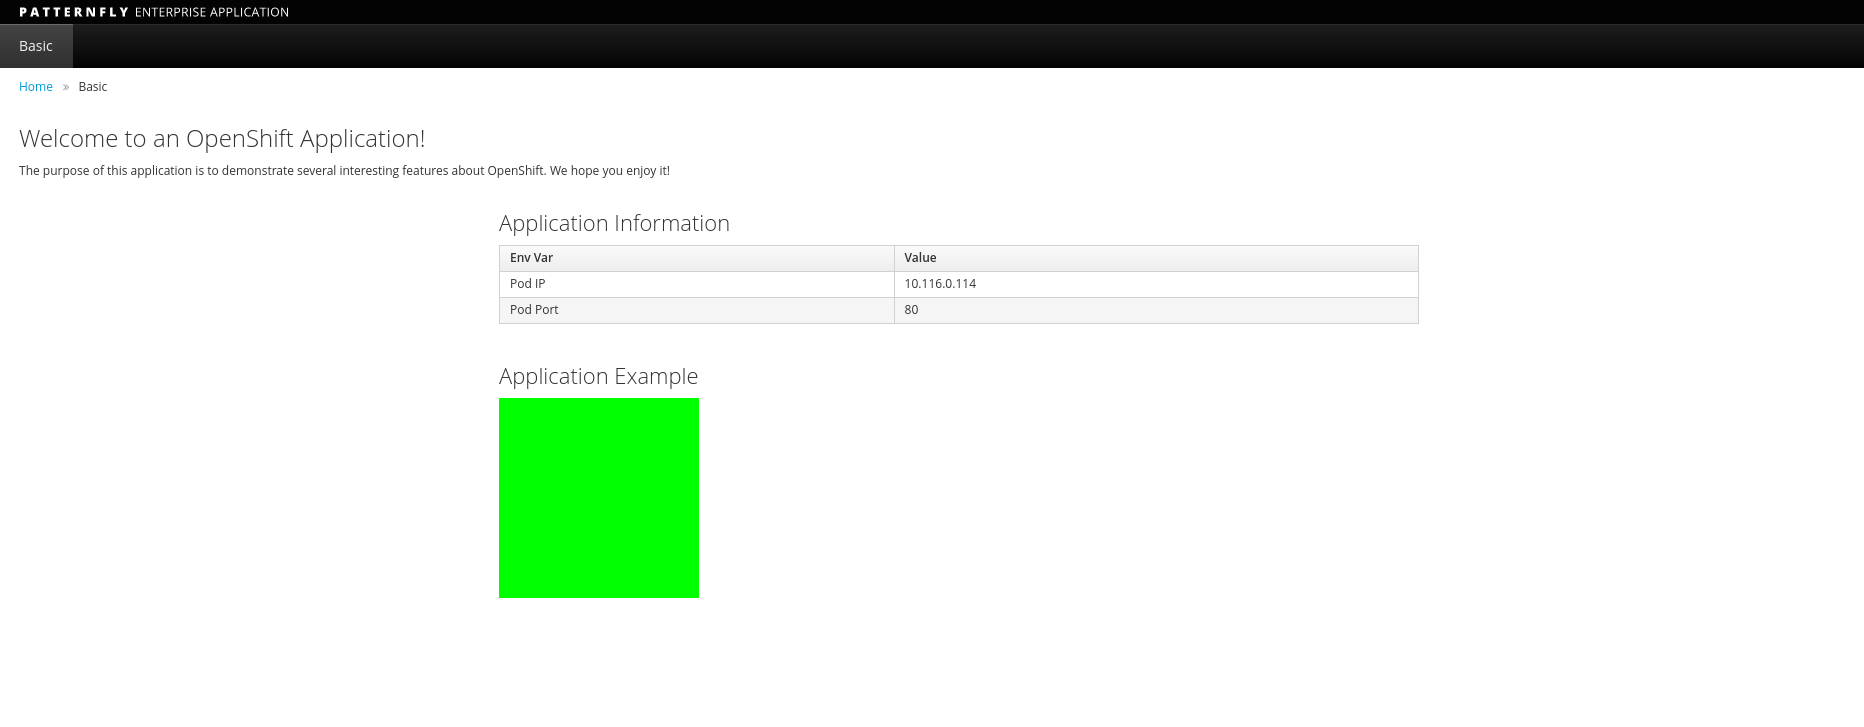 PATTERNFLY ENTERPRISE APPLICATION
Basic
Home » Basic
Welcome to an OpenShift Application!
The purpose of this application is to demonstrate several interesting features about OpenShift. We hope you enjoy it!
Application Information
Env Var Value
Pod IP 10.116.0.114
Pod Port 80
Application Example